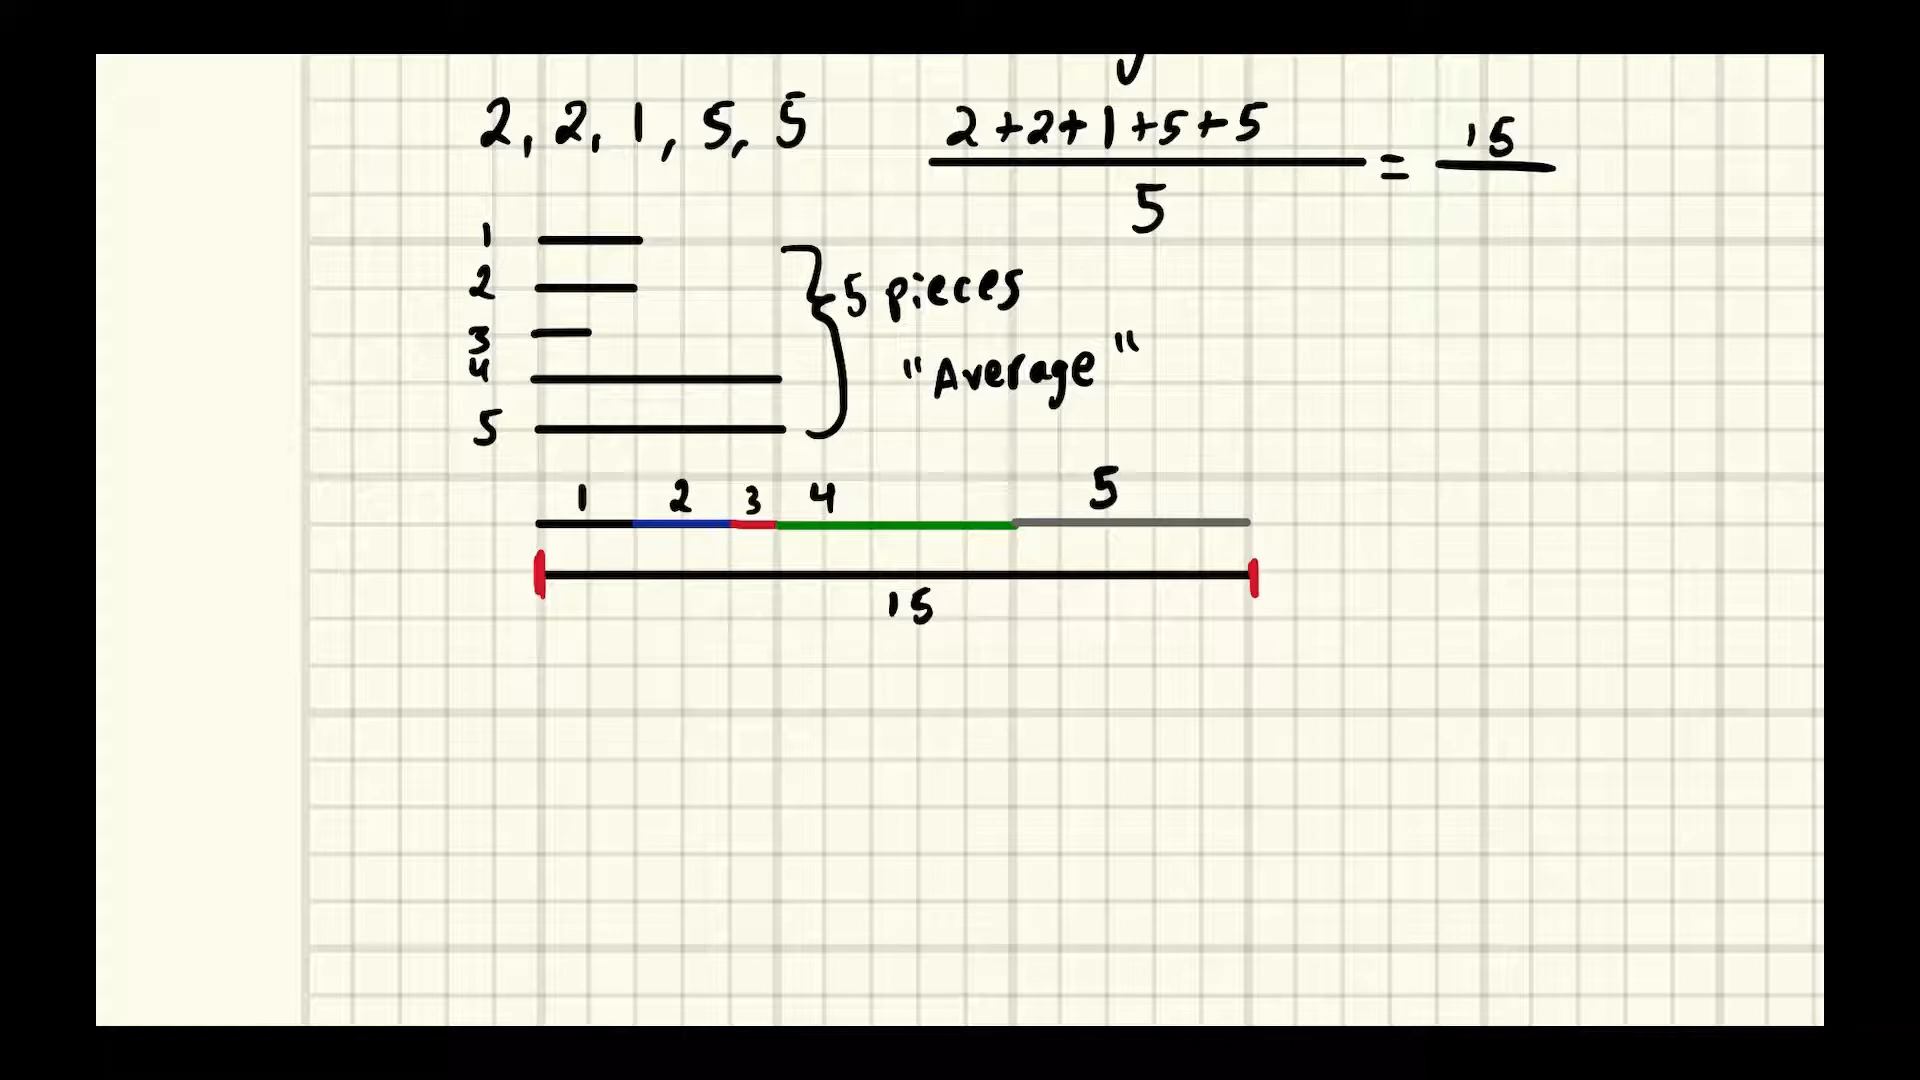 2, 2, 1, 5, 5
2+2+1+5+5
5
= 15
1
2
3
4
5
5 pieces
"Average"
1 2 3 4 5
15